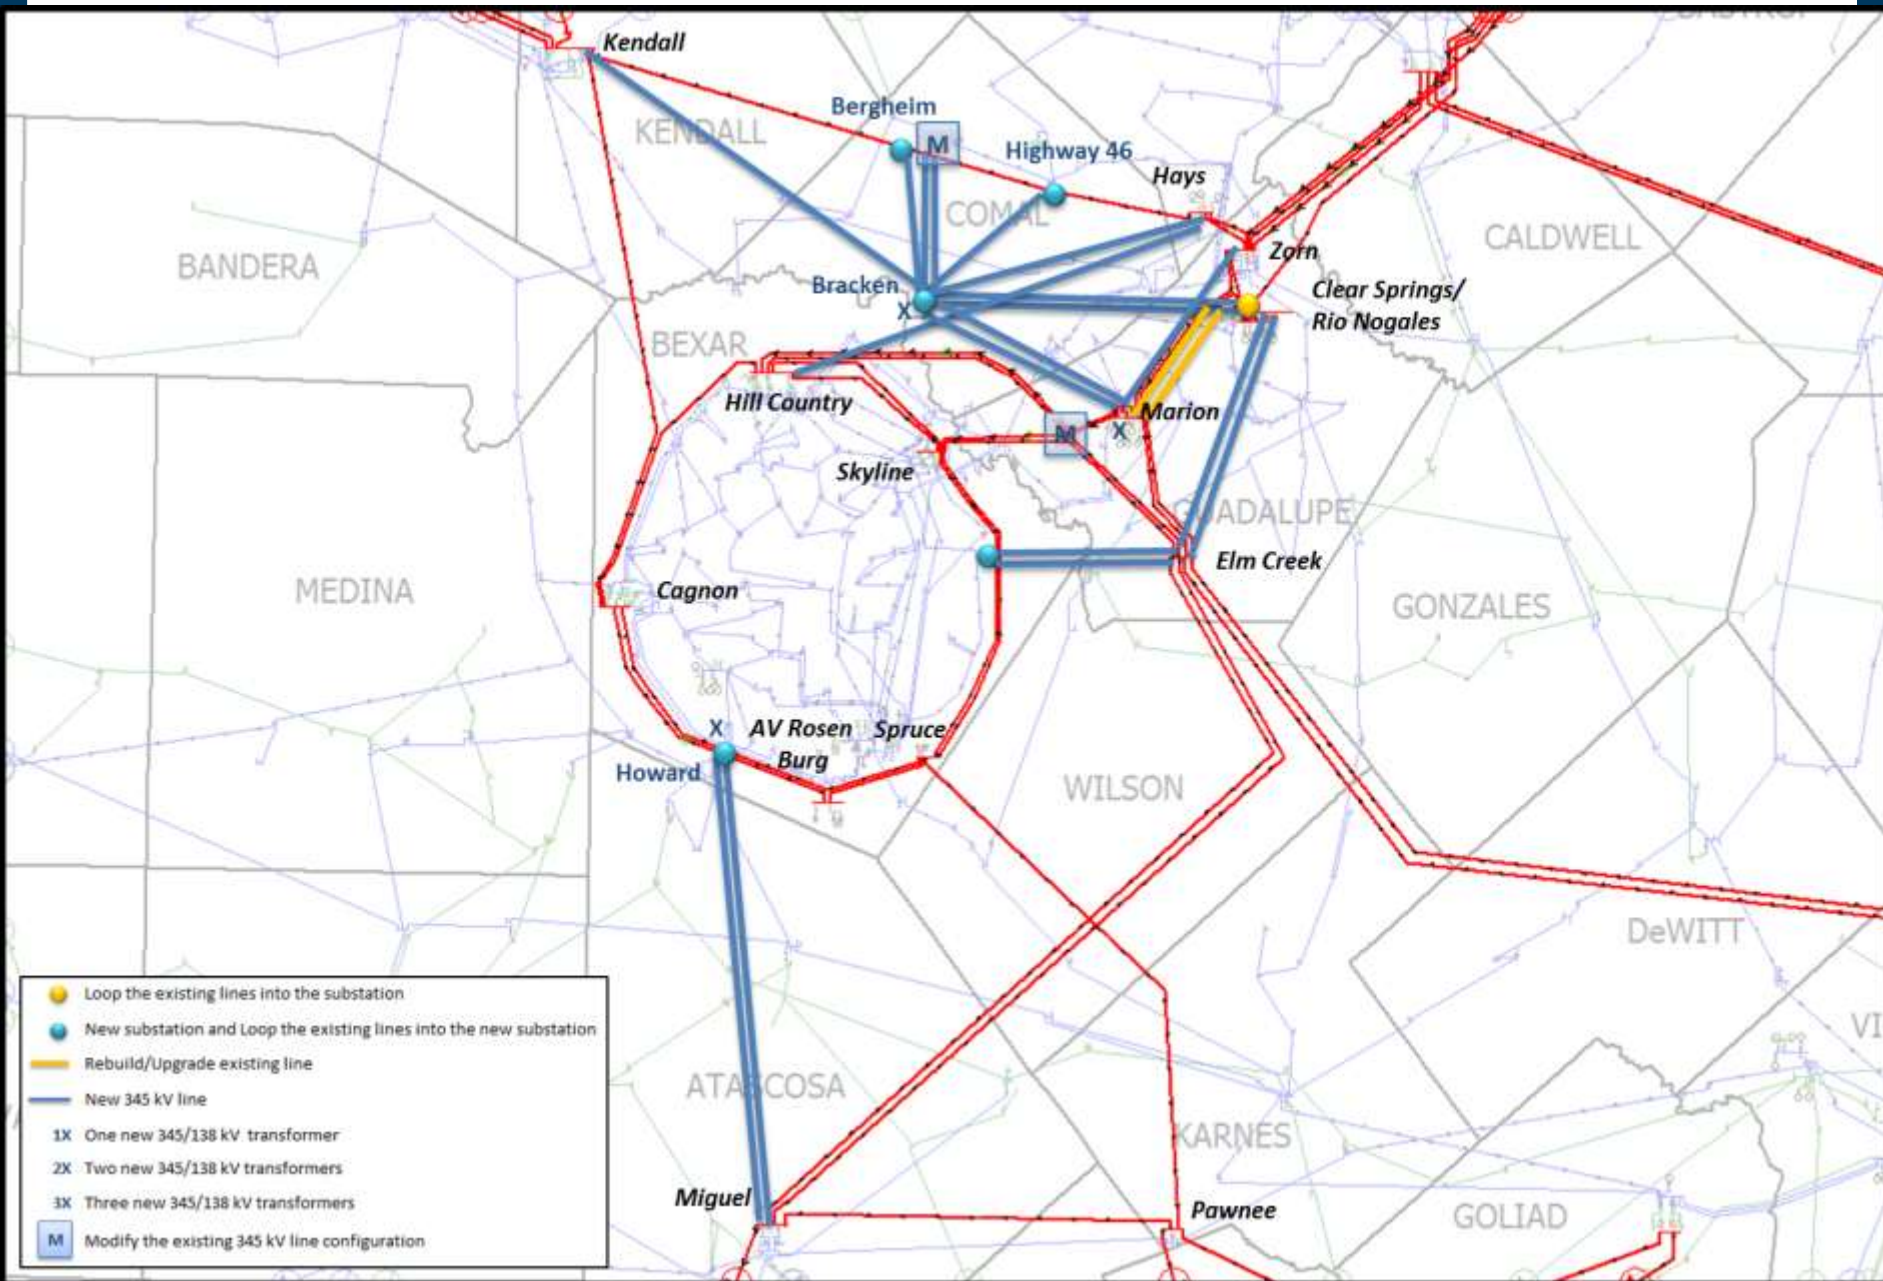 Kendall
Bergheim
KENDALL
M
Highway 46
Hays
COMAL
CALDWELL
Zorn
BANDERA
Bracken
X
Clear Springs/
Rio Nogales
BEXAR
Hill Country
Marion
M
X
Skyline
GUADALUPE
Elm Creek
MEDINA
Cagnon
GONZALES
X
AV Rosen
Burg
Spruce
Howard
WILSON
DeWITT
Loop the existing lines into the substation
New substation and Loop the existing lines into the new substation
Rebuild/Upgrade existing line
New 345 kV line
1X One new 345/138 kV transformer
2X Two new 345/138 kV transformers
3X Three new 345/138 kV transformers
M Modify the existing 345 kV line configuration
VI
ATASCOSA
KARNES
Miguel
Pawnee
GOLIAD